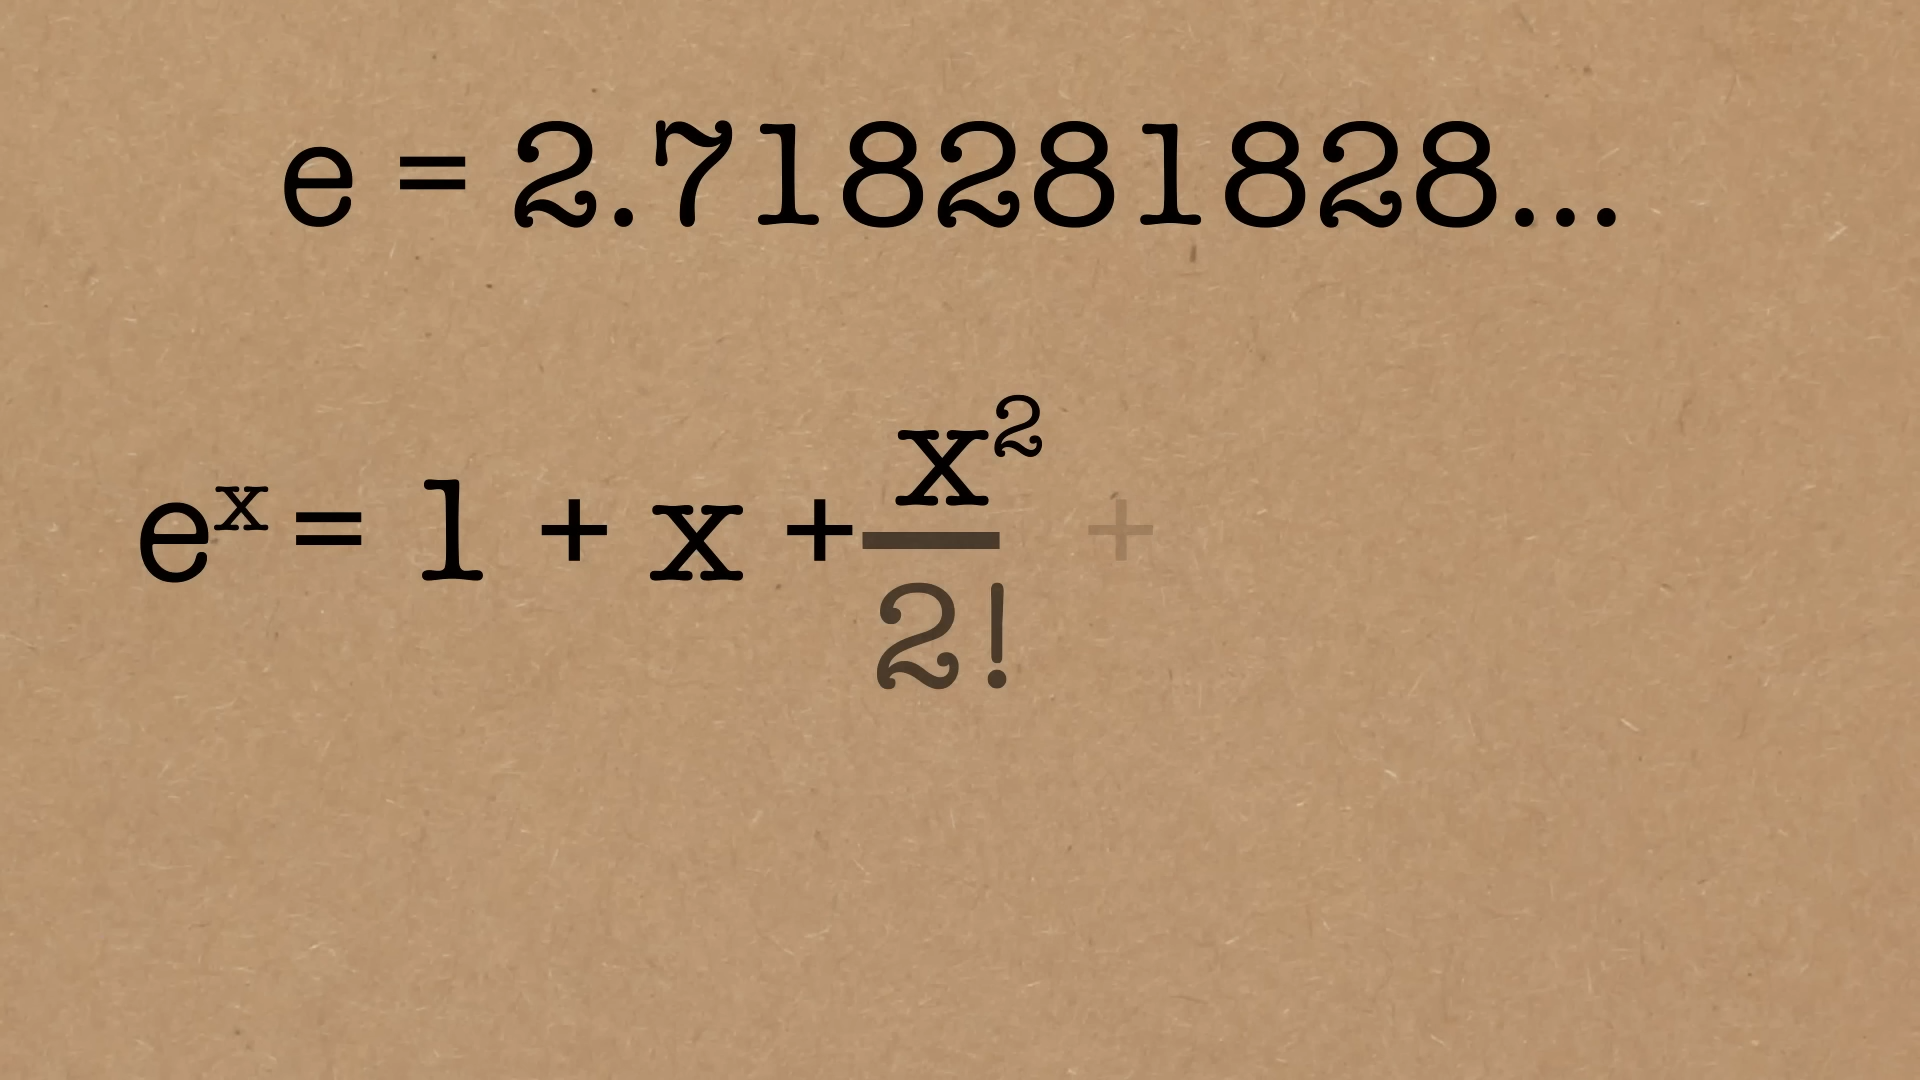 e = 2.718281828...
eˣ = 1 + x + x²/2! +